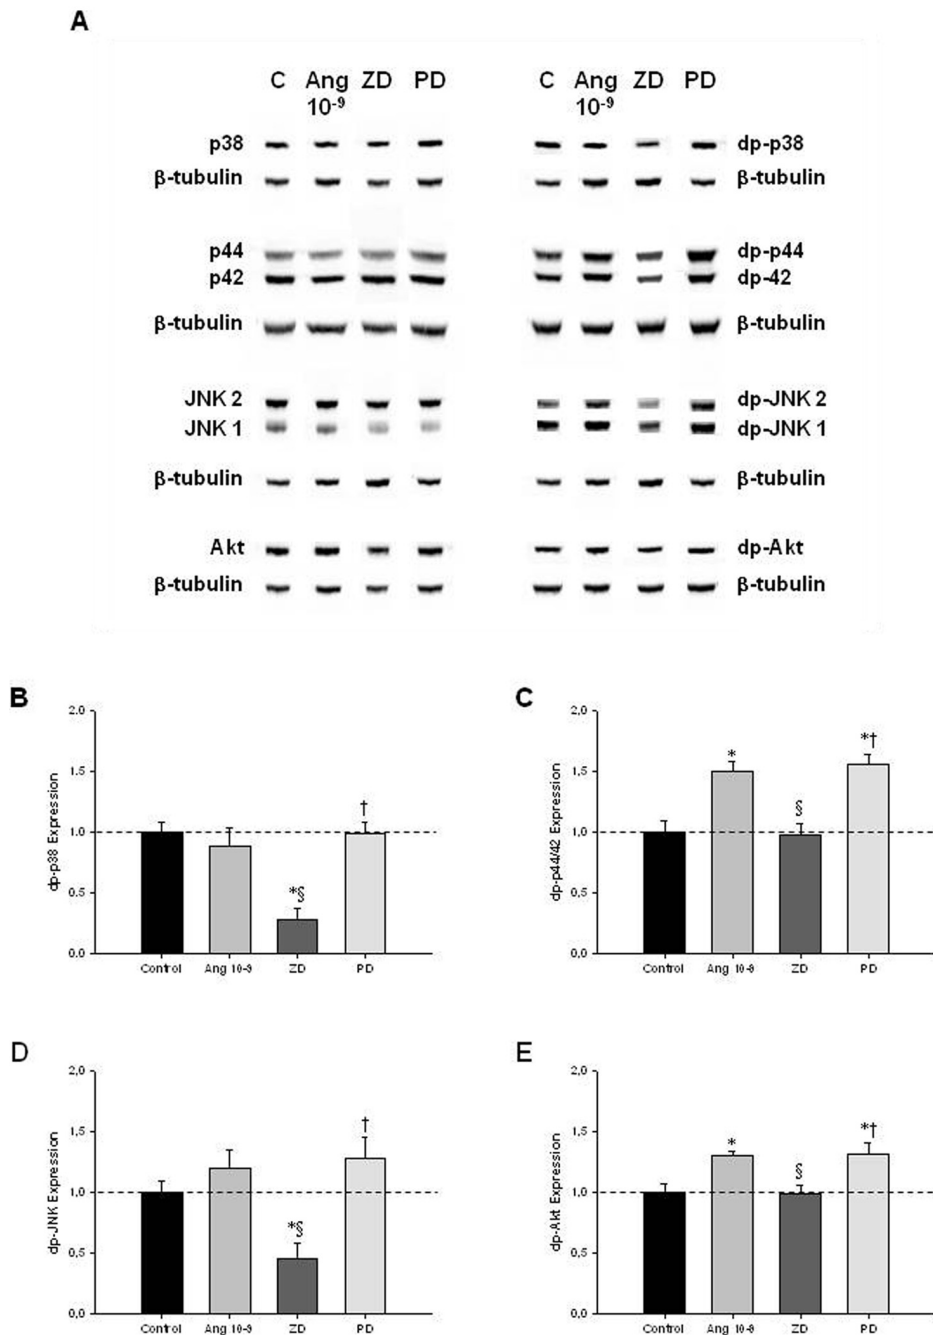 A
C Ang 10⁻⁹ ZD PD
C Ang 10⁻⁹ ZD PD
p38 dp-p38
β-tubulin β-tubulin
p44 dp-p44
p42 dp-42
β-tubulin β-tubulin
JNK 2 dp-JNK 2
JNK 1 dp-JNK 1
β-tubulin β-tubulin
Akt dp-Akt
β-tubulin β-tubulin
B
dp-p38 Expression
2,0
1,5
1,0
0,5
0,0
*§
†
Control Ang 10-9 ZD PD
C
dp-p44/42 Expression
2,0
1,5
1,0
0,5
0,0
*
§
*†
Control Ang 10-9 ZD PD
D
dp-JNK Expression
2,0
1,5
1,0
0,5
0,0
*§
†
Control Ang 10-9 ZD PD
E
dp-Akt Expression
2,0
1,5
1,0
0,5
0,0
*
§
*†
Control Ang 10-9 ZD PD